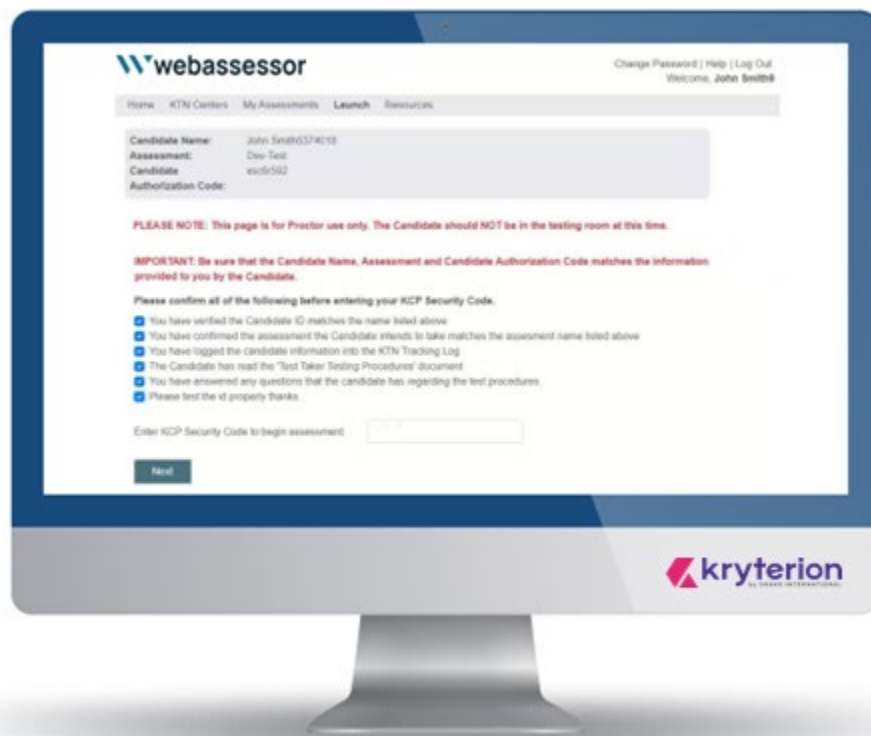 webassessor
Change Password | Help | Log Out
Welcome, John Smith8
Home KTN Centers My Assessments Launch Resources
Candidate Name: John Smith5374018
Assessment: Dev-Test
Candidate
Authorization Code:
PLEASE NOTE: This page is for Proctor use only. The Candidate should NOT be in the testing room at this time.
IMPORTANT: Be sure that the Candidate Name, Assessment and Candidate Authorization Code matches the information
provided to you by the Candidate.
Please confirm all of the following before entering your KCP Security Code.
You have verified the Candidate ID matches the name listed above
You have confirmed the assessment the Candidate intends to take matches the assesment name listed above
You have logged the candidate information into the KTN Tracking Log
The Candidate has read the 'Test Taker Testing Procedures' document
You have answered any questions that the candidate has regarding the test procedures
Please test the id properly thanks
Enter KCP Security Code to begin assessment:
Next
kryterion
BY DRAKE INTERNATIONAL